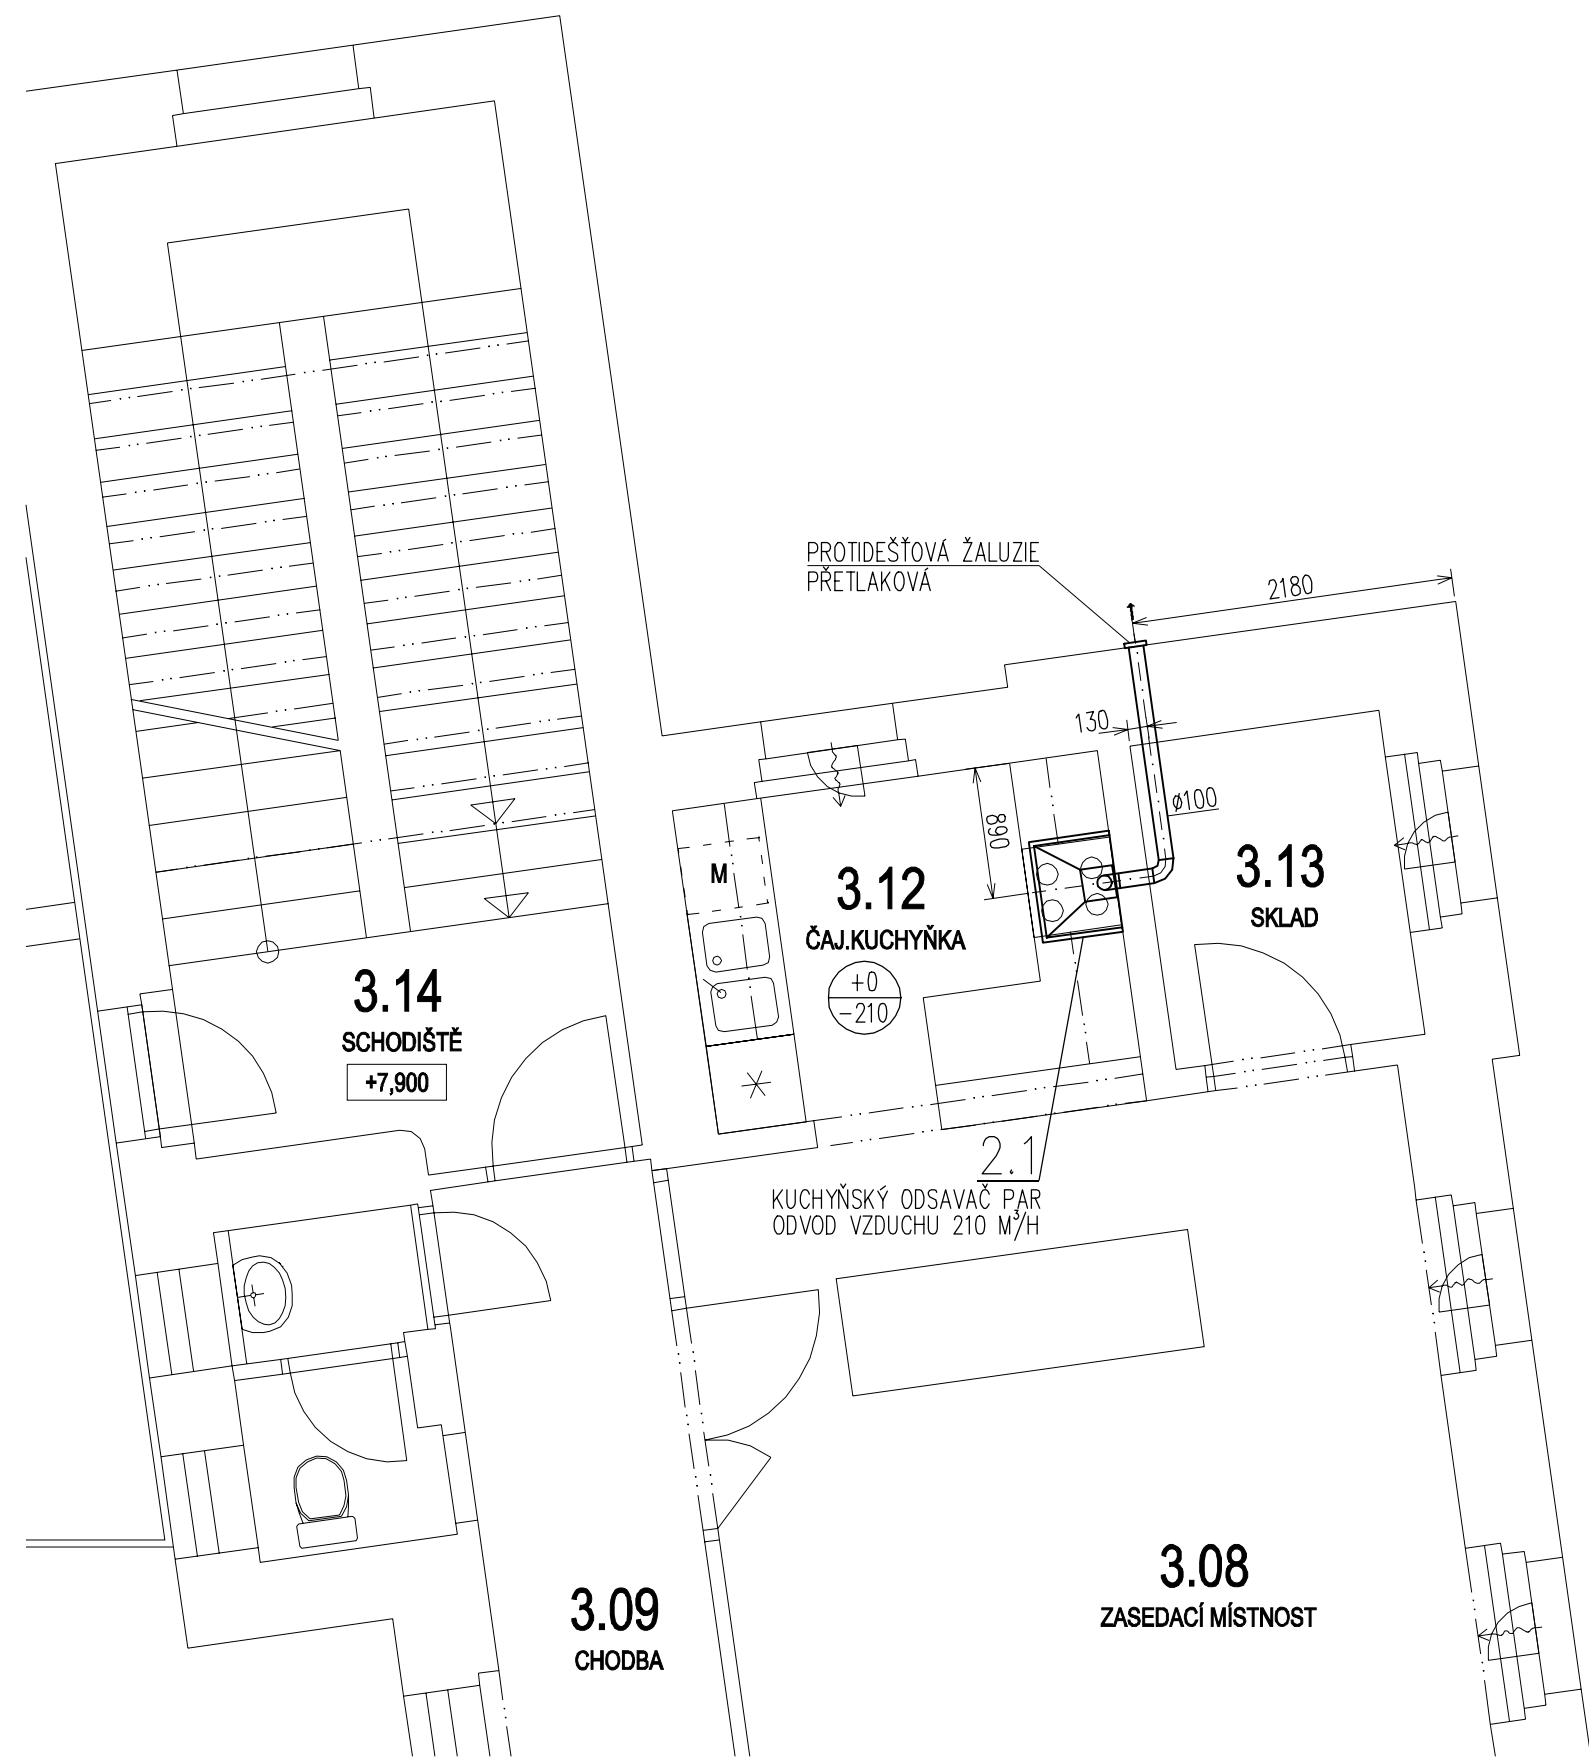 PROTIDEŠŤOVÁ ŽALUZIE
PŘETLAKOVÁ
2180
130
ø100
890
M
3.12
ČAJ.KUCHYŇKA
+0
-210
3.13
SKLAD
3.14
SCHODIŠTĚ
+7,900
2.1
KUCHYŇSKÝ ODSAVAČ PAR
ODVOD VZDUCHU 210 M³/H
3.08
ZASEDACÍ MÍSTNOST
3.09
CHODBA